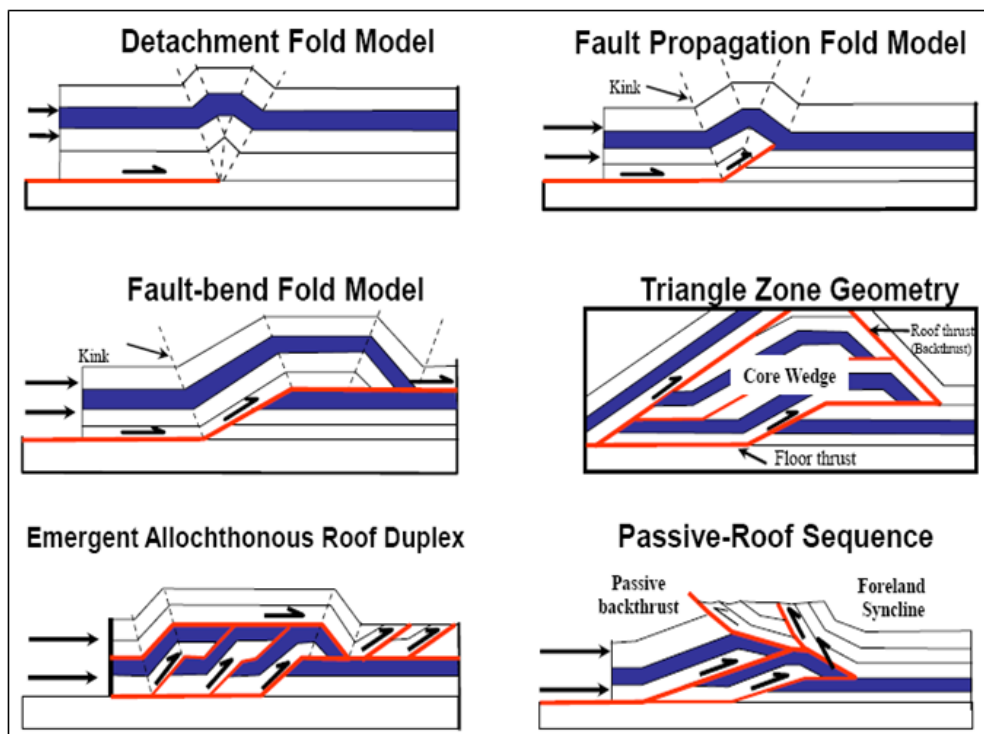 Detachment Fold Model
Fault Propagation Fold Model
Kink
Fault-bend Fold Model
Kink
Triangle Zone Geometry
Roof thrust
(Backthrust)
Core Wedge
Floor thrust
Emergent Allochthonous Roof Duplex
Passive-Roof Sequence
Passive
backthrust
Foreland
Syncline